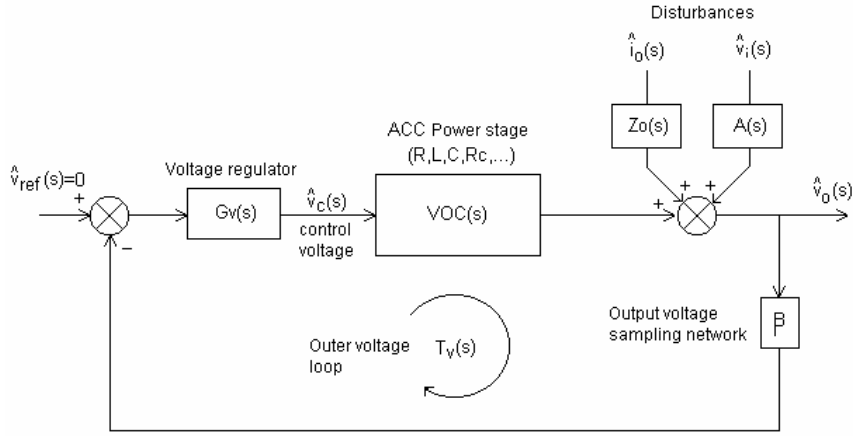 Disturbances
î₀(s)
v̂ᵢ(s)
Zo(s)
A(s)
ACC Power stage
(R,L,C,Rc,...)
Voltage regulator
v̂ref(s)=0
+
−
Gv(s)
v̂c(s)
control
voltage
VOC(s)
+
+
+
v̂o(s)
Output voltage
sampling network
β
Outer voltage
loop
Tv(s)